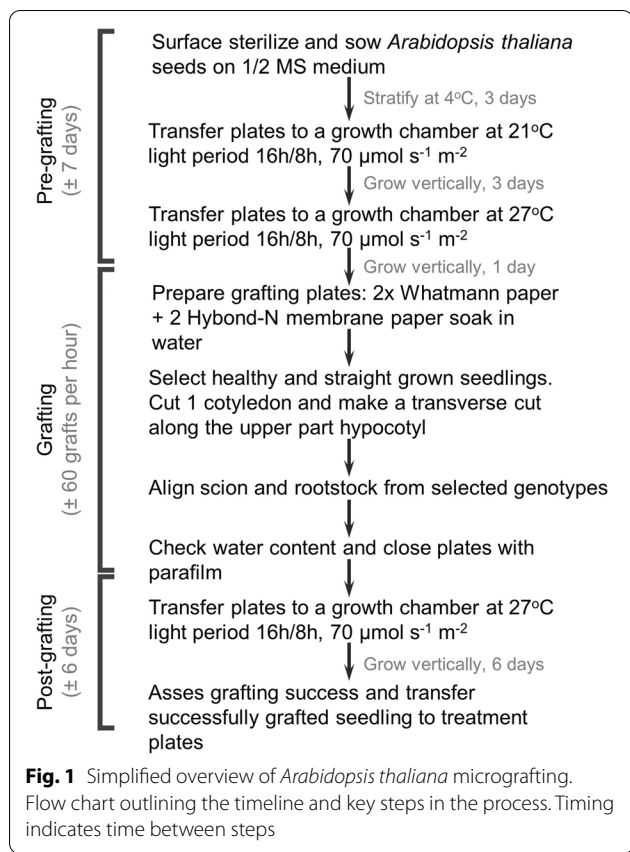 Pre-grafting
(± 7 days)
Surface sterilize and sow Arabidopsis thaliana
seeds on 1/2 MS medium
Stratify at 4ºC, 3 days
Transfer plates to a growth chamber at 21ºC
light period 16h/8h, 70 µmol s-1 m-2
Grow vertically, 3 days
Transfer plates to a growth chamber at 27ºC
light period 16h/8h, 70 µmol s-1 m-2
Grow vertically, 1 day
Grafting
(± 60 grafts per hour)
Prepare grafting plates: 2x Whatmann paper
+ 2 Hybond-N membrane paper soak in
water
Select healthy and straight grown seedlings.
Cut 1 cotyledon and make a transverse cut
along the upper part hypocotyl
Align scion and rootstock from selected genotypes
Check water content and close plates with
parafilm
Post-grafting
(± 6 days)
Transfer plates to a growth chamber at 27ºC
light period 16h/8h, 70 µmol s-1 m-2
Grow vertically, 6 days
Asses grafting success and transfer
successfully grafted seedling to treatment
plates
Fig. 1 Simplified overview of Arabidopsis thaliana micrografting.
Flow chart outlining the timeline and key steps in the process. Timing
indicates time between steps